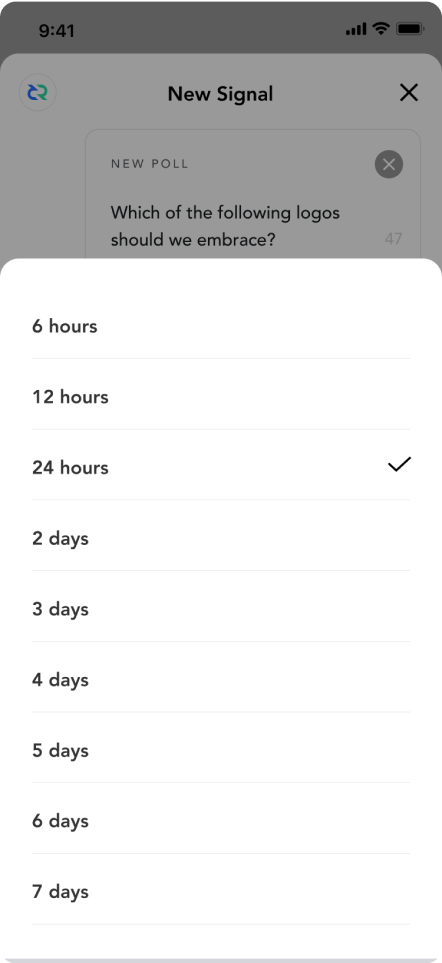 9:41
New Signal
NEW POLL
Which of the following logos
should we embrace?
47
6 hours
12 hours
24 hours
2 days
3 days
4 days
5 days
6 days
7 days